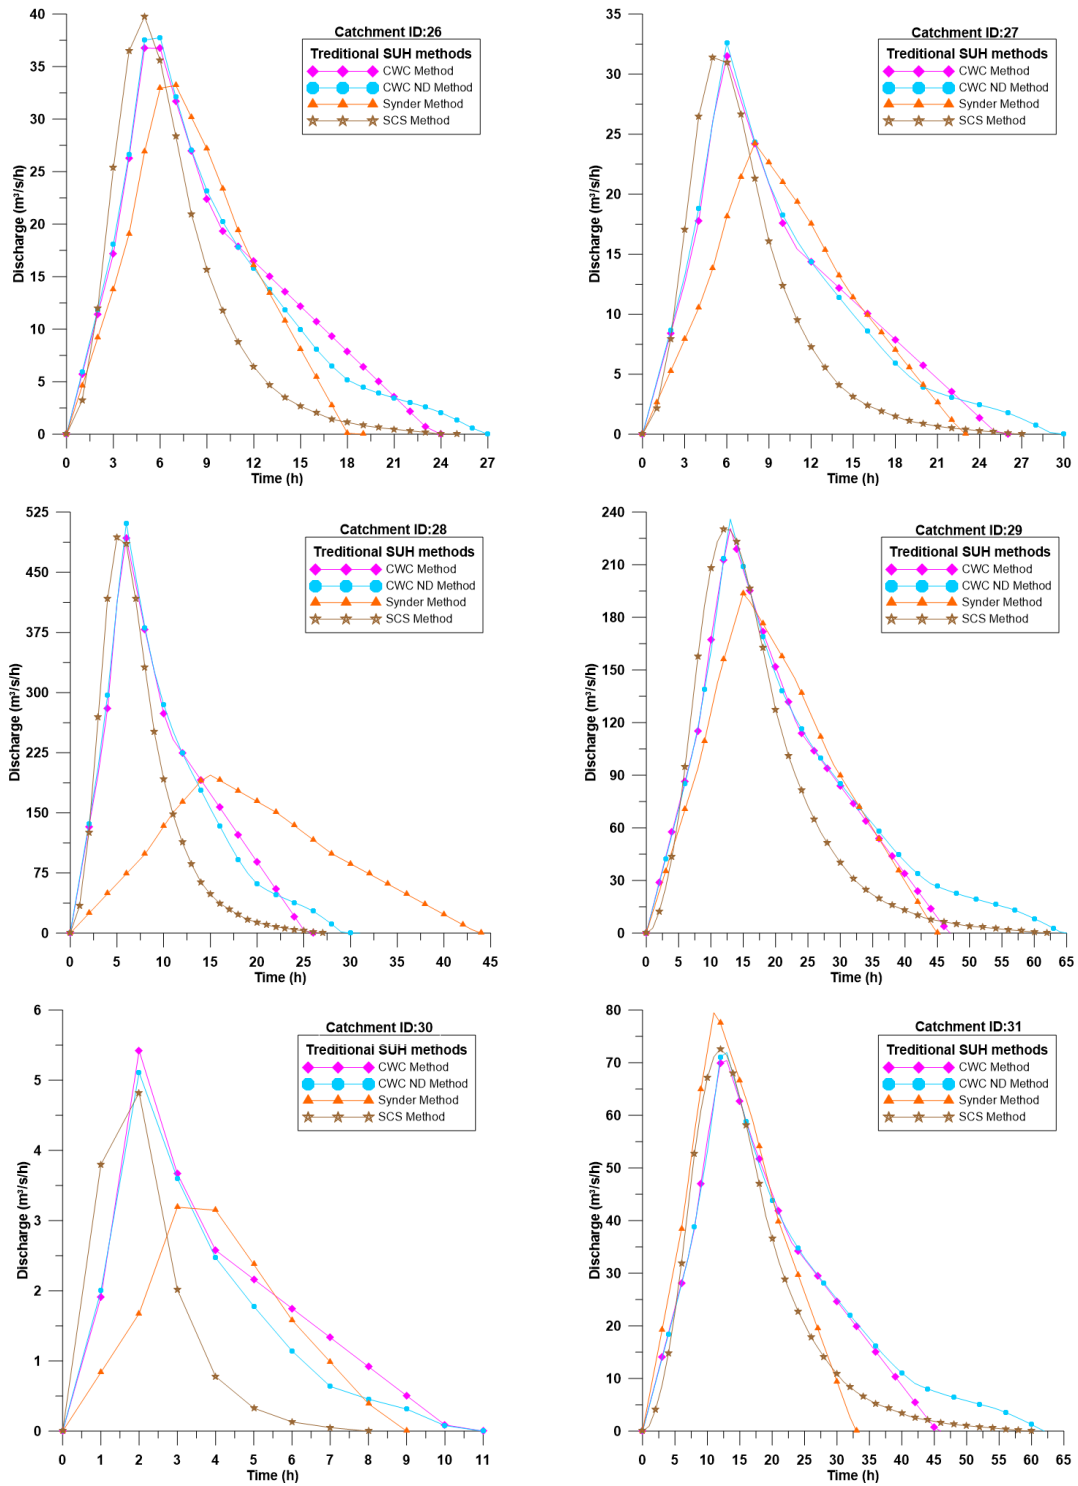 Catchment ID:26
Treditional SUH methods
CWC Method
CWC ND Method
Synder Method
SCS Method
40
35
30
25
20
15
10
5
0
Discharge (m³/s/h)
0 3 6 9 12 15 18 21 24 27
Time (h)
Catchment ID:27
Treditional SUH methods
CWC Method
CWC ND Method
Synder Method
SCS Method
35
30
25
20
15
10
5
0
Discharge (m³/s/h)
0 3 6 9 12 15 18 21 24 27 30
Time (h)
Catchment ID:28
Treditional SUH methods
CWC Method
CWC ND Method
Synder Method
SCS Method
525
450
375
300
225
150
75
0
Discharge (m³/s/h)
0 5 10 15 20 25 30 35 40 45
Time (h)
Catchment ID:29
Treditional SUH methods
CWC Method
CWC ND Method
Synder Method
SCS Method
240
210
180
150
120
90
60
30
0
Discharge (m³/s/h)
0 5 10 15 20 25 30 35 40 45 50 55 60 65
Time (h)
Catchment ID:30
Treditional SUH methods
CWC Method
CWC ND Method
Synder Method
SCS Method
6
5
4
3
2
1
0
Discharge (m³/s/h)
0 1 2 3 4 5 6 7 8 9 10 11
Time (h)
Catchment ID:31
Treditional SUH methods
CWC Method
CWC ND Method
Synder Method
SCS Method
80
70
60
50
40
30
20
10
0
Discharge (m³/s/h)
0 5 10 15 20 25 30 35 40 45 50 55 60 65
Time (h)